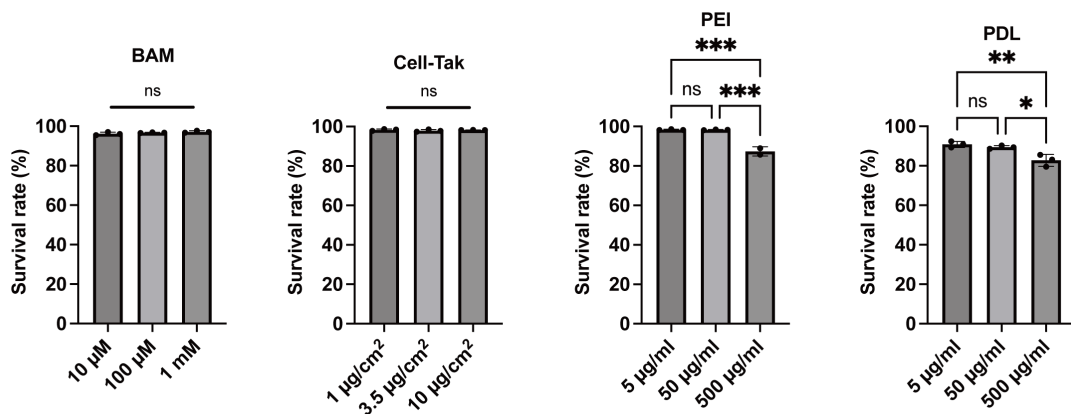 BAM
ns
Survival rate (%)
100
80
60
40
20
0
10 µM
100 µM
1 mM
Cell-Tak
ns
Survival rate (%)
100
80
60
40
20
0
1 µg/cm²
3.5 µg/cm²
10 µg/cm²
PEI
***
ns ***
Survival rate (%)
100
80
60
40
20
0
5 µg/ml
50 µg/ml
500 µg/ml
PDL
**
ns *
Survival rate (%)
100
80
60
40
20
0
5 µg/ml
50 µg/ml
500 µg/ml